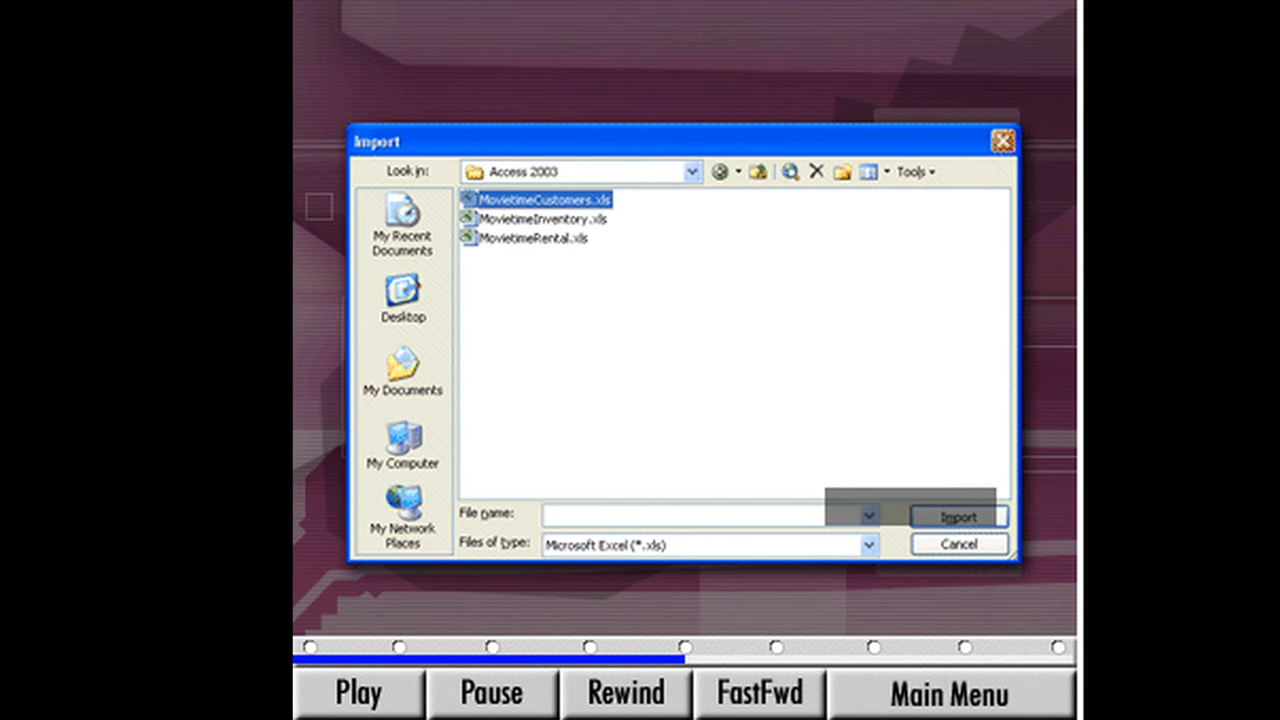 Import
Look in: Access 2003 Tools
MovietimeCustomers.xls
MovietimeInventory.xls
MovietimeRental.xls
My Recent
Documents
Desktop
My Documents
My Computer
My Network
Places
File name: Import
Files of type: Microsoft Excel (*.xls) Cancel
Play Pause Rewind FastFwd Main Menu